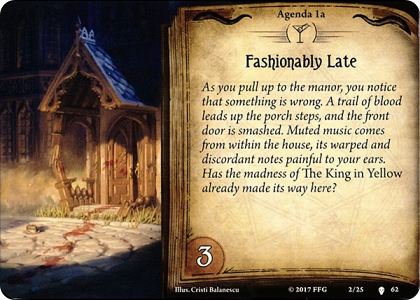 Agenda 1a
Fashionably Late
As you pull up to the manor, you notice
that something is wrong. A trail of blood
leads up the porch steps, and the front
door is smashed. Muted music comes
from within the house, its warped and
discordant notes painful to your ears.
Has the madness of The King in Yellow
already made its way here?
3
Illus. Cristi Balanescu
© 2017 FFG
2/25
62